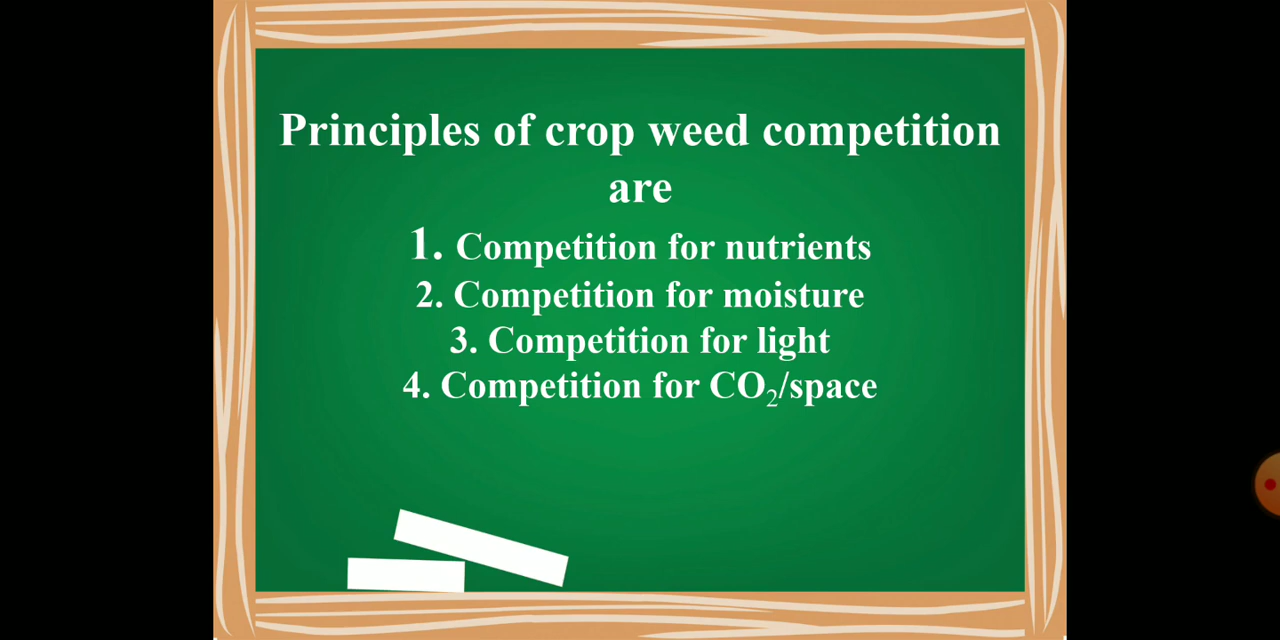 Principles of crop weed competition
are
1. Competition for nutrients
2. Competition for moisture
3. Competition for light
4. Competition for CO₂/space